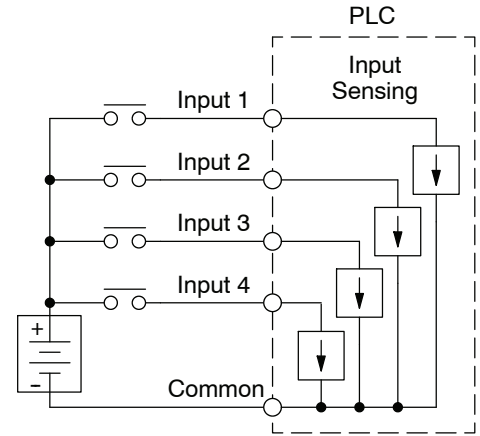 PLC
Input
Sensing
Input 1
Input 2
Input 3
Input 4
+
–
Common